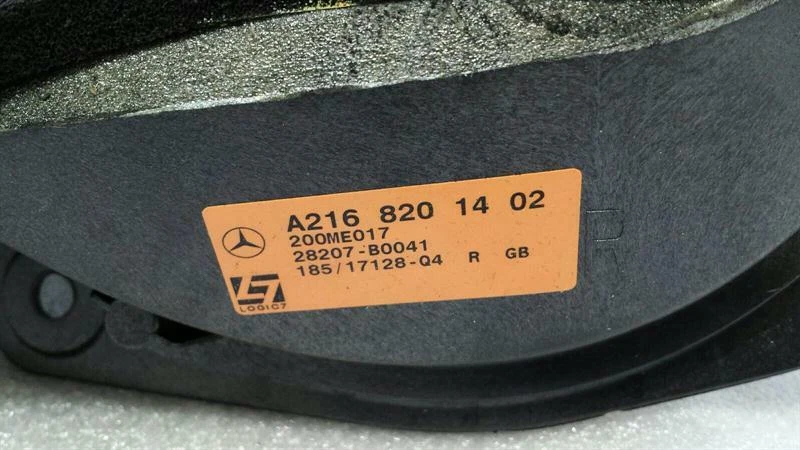 A216 820 14 02
200ME017
28207-B0041
185/17128-Q4 R GB
LOGIC7
R